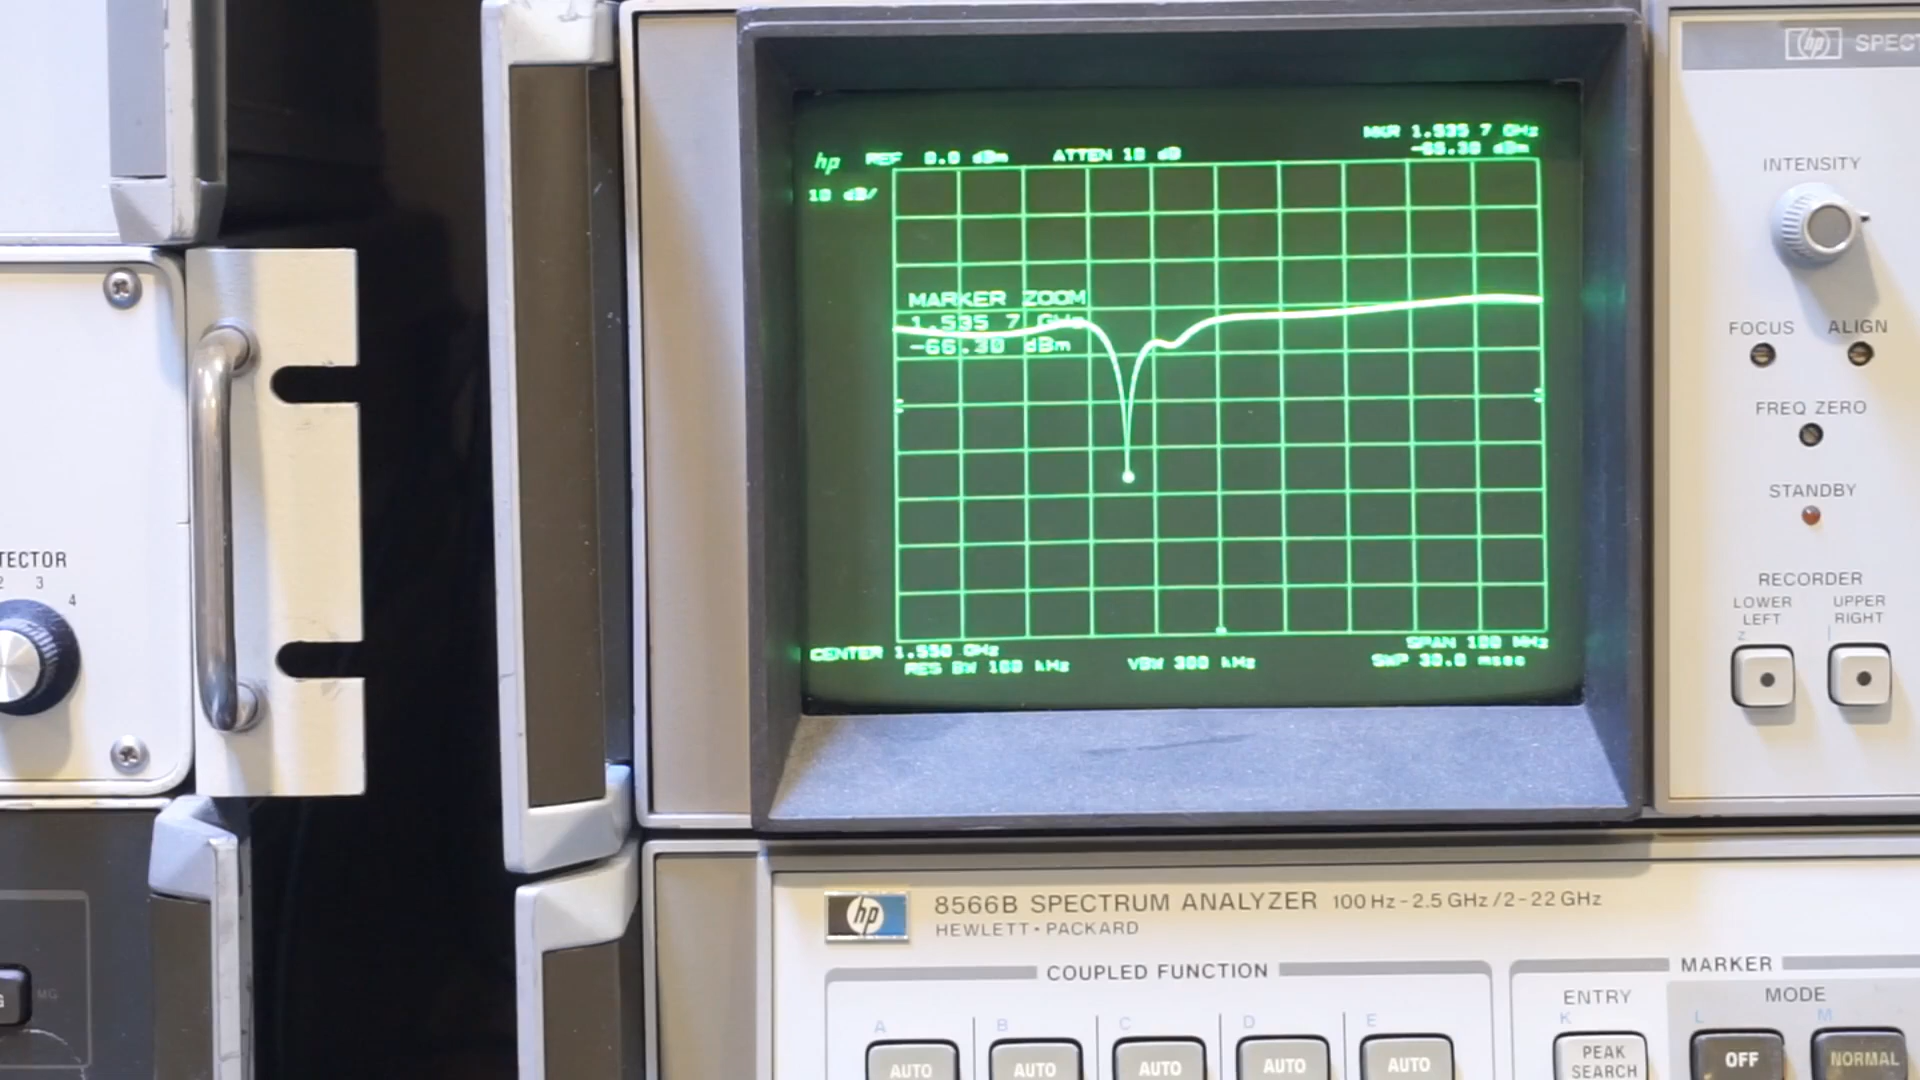 hp SPECT
MKR 1.535 7 GHz
-66.30 dBm
hp REF 0.0 dBm ATTEN 10 dB
10 dB/
MARKER ZOOM
1.535 7 GHz
-66.30 dBm
CENTER 1.550 GHz SPAN 100 MHz
RES BW 100 kHz VBW 300 kHz SWP 30.0 msec
INTENSITY
FOCUS ALIGN
FREQ ZERO
STANDBY
RECORDER
LOWER LEFT UPPER RIGHT
TECTOR
2 3 4
MG
hp 8566B SPECTRUM ANALYZER 100 Hz - 2.5 GHz / 2 - 22 GHz
HEWLETT • PACKARD
COUPLED FUNCTION
A B C D E
AUTO AUTO AUTO AUTO AUTO
MARKER
ENTRY MODE
K L M
PEAK SEARCH OFF NORMAL